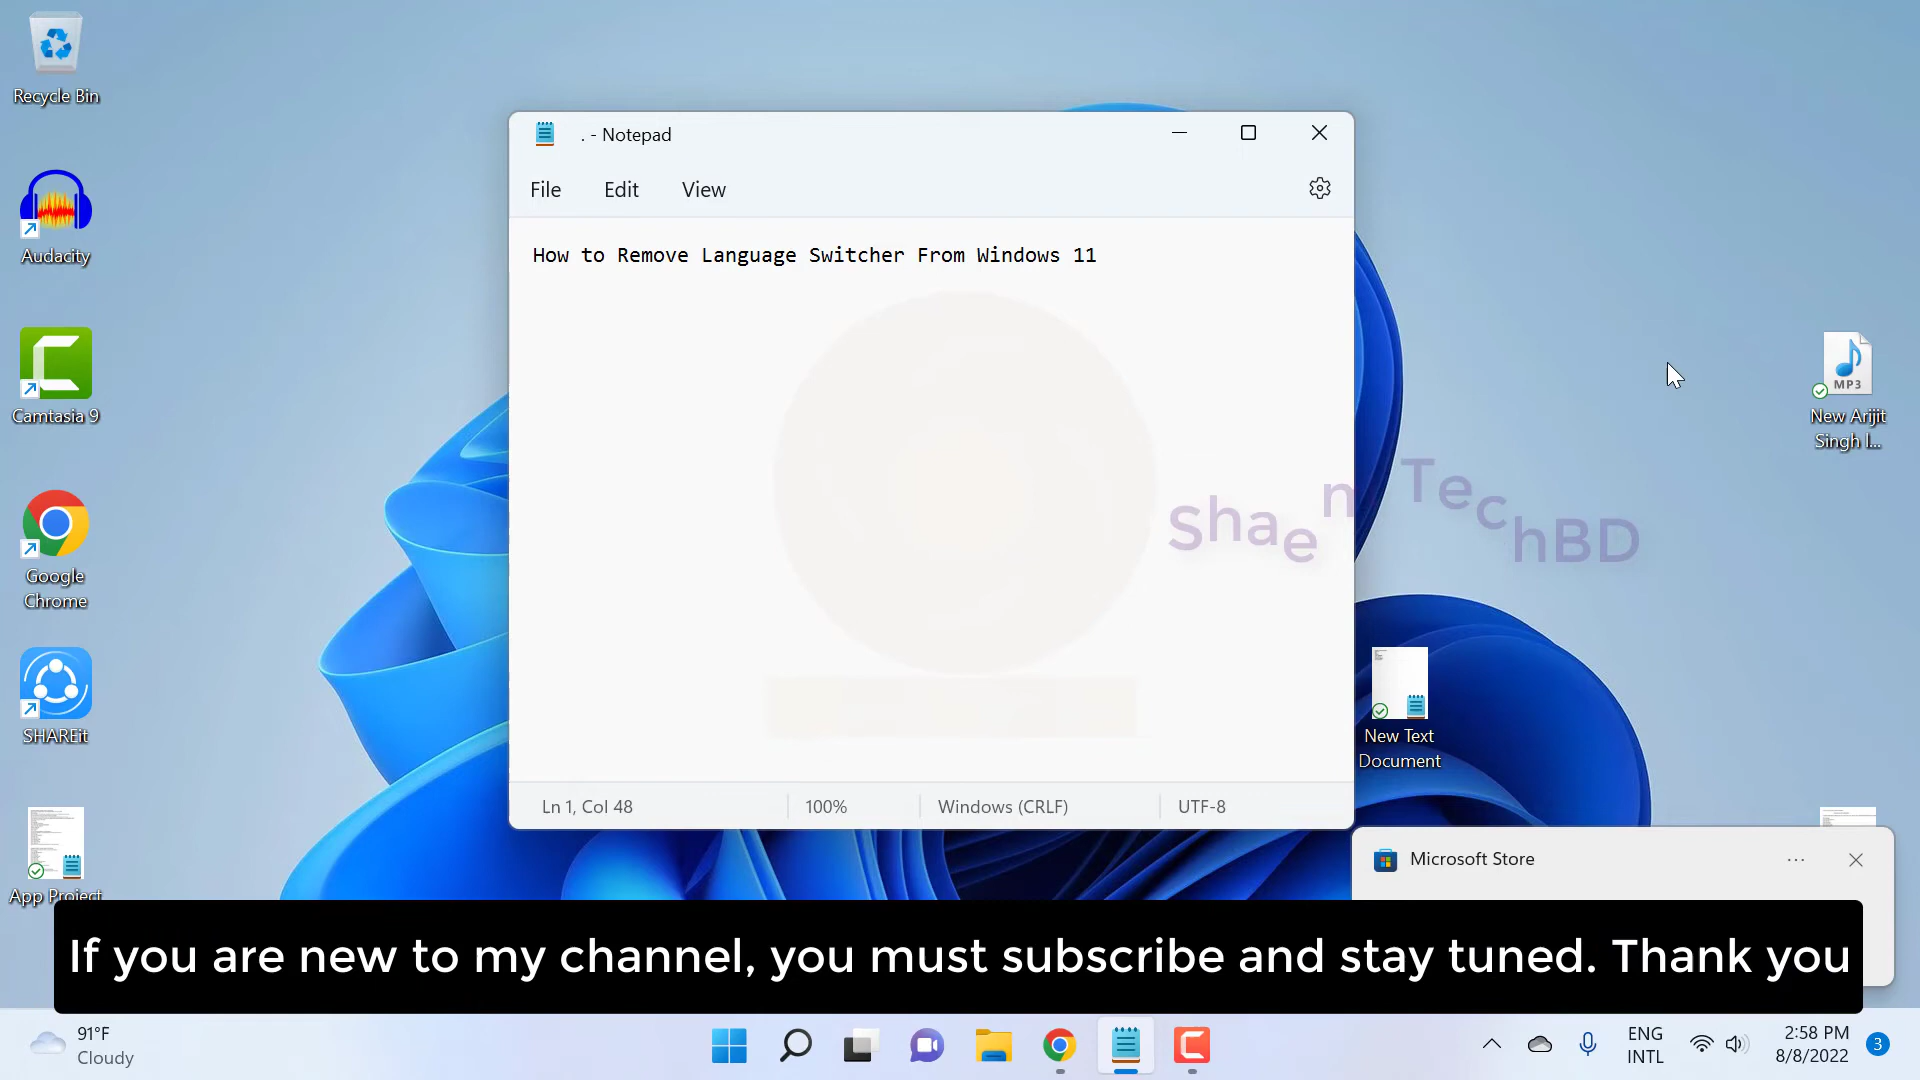 Recycle Bin
Audacity
Camtasia 9
Google
Chrome
SHAREit
App Project
. - Notepad
File Edit View
How to Remove Language Switcher From Windows 11
Ln 1, Col 48 100% Windows (CRLF) UTF-8
Shaen TechBD
MP3
New Arijit
Singh I...
New Text
Document
Microsoft Store
If you are new to my channel, you must subscribe and stay tuned. Thank you
91°F
Cloudy
ENG
INTL
2:58 PM
8/8/2022
3